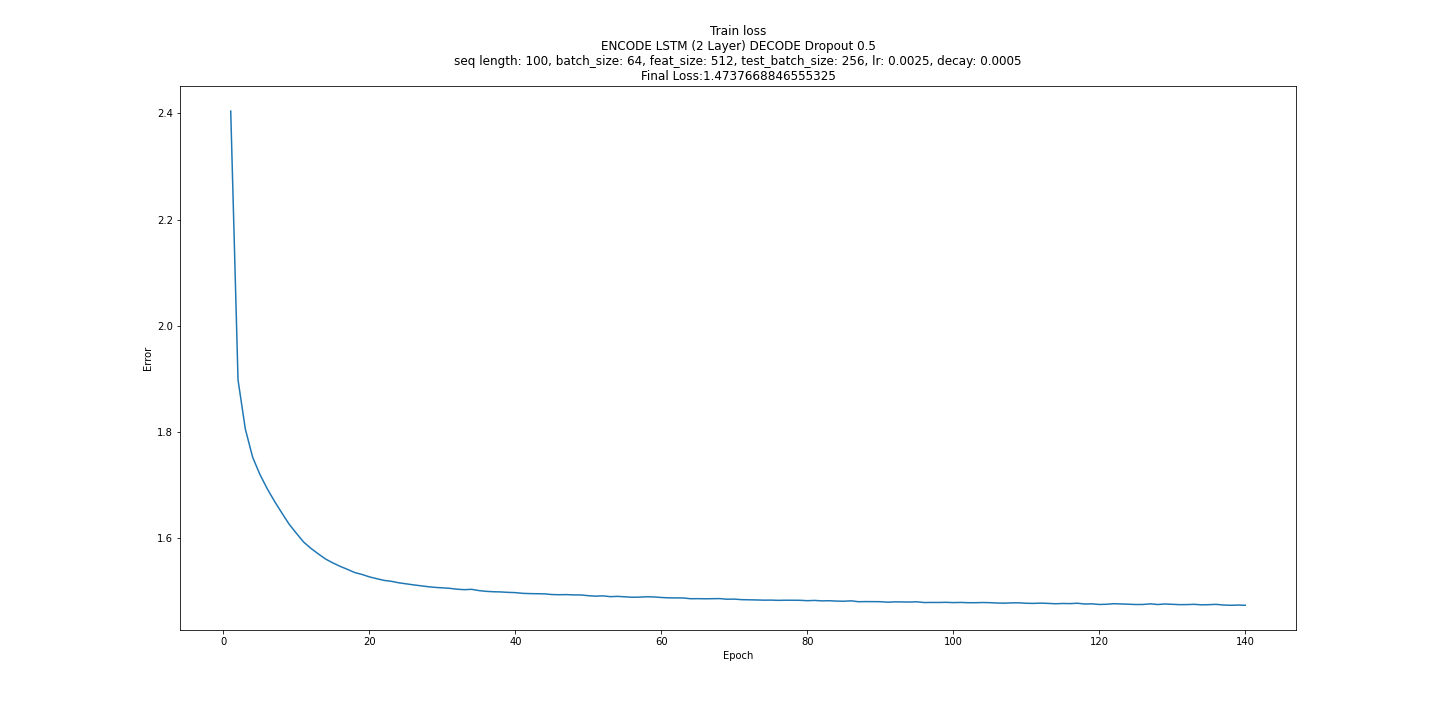 Train loss
ENCODE LSTM (2 Layer) DECODE Dropout 0.5
seq length: 100, batch_size: 64, feat_size: 512, test_batch_size: 256, lr: 0.0025, decay: 0.0005
Final Loss:1.4737668846555325
2.4
2.2
2.0
1.8
1.6
Error
0 20 40 60 80 100 120 140
Epoch